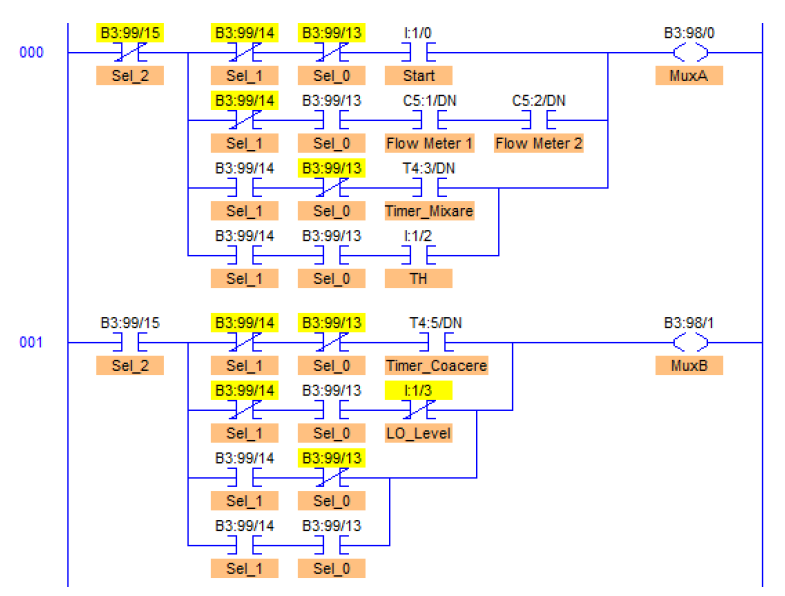 B3:99/15 B3:99/14 B3:99/13 I:1/0 B3:98/0
000
Sel_2 Sel_1 Sel_0 Start MuxA
B3:99/14 B3:99/13 C5:1/DN C5:2/DN
Sel_1 Sel_0 Flow Meter 1 Flow Meter 2
B3:99/14 B3:99/13 T4:3/DN
Sel_1 Sel_0 Timer_Mixare
B3:99/14 B3:99/13 I:1/2
Sel_1 Sel_0 TH
B3:99/15 B3:99/14 B3:99/13 T4:5/DN B3:98/1
001
Sel_2 Sel_1 Sel_0 Timer_Coacere MuxB
B3:99/14 B3:99/13 I:1/3
Sel_1 Sel_0 LO_Level
B3:99/14 B3:99/13
Sel_1 Sel_0
B3:99/14 B3:99/13
Sel_1 Sel_0